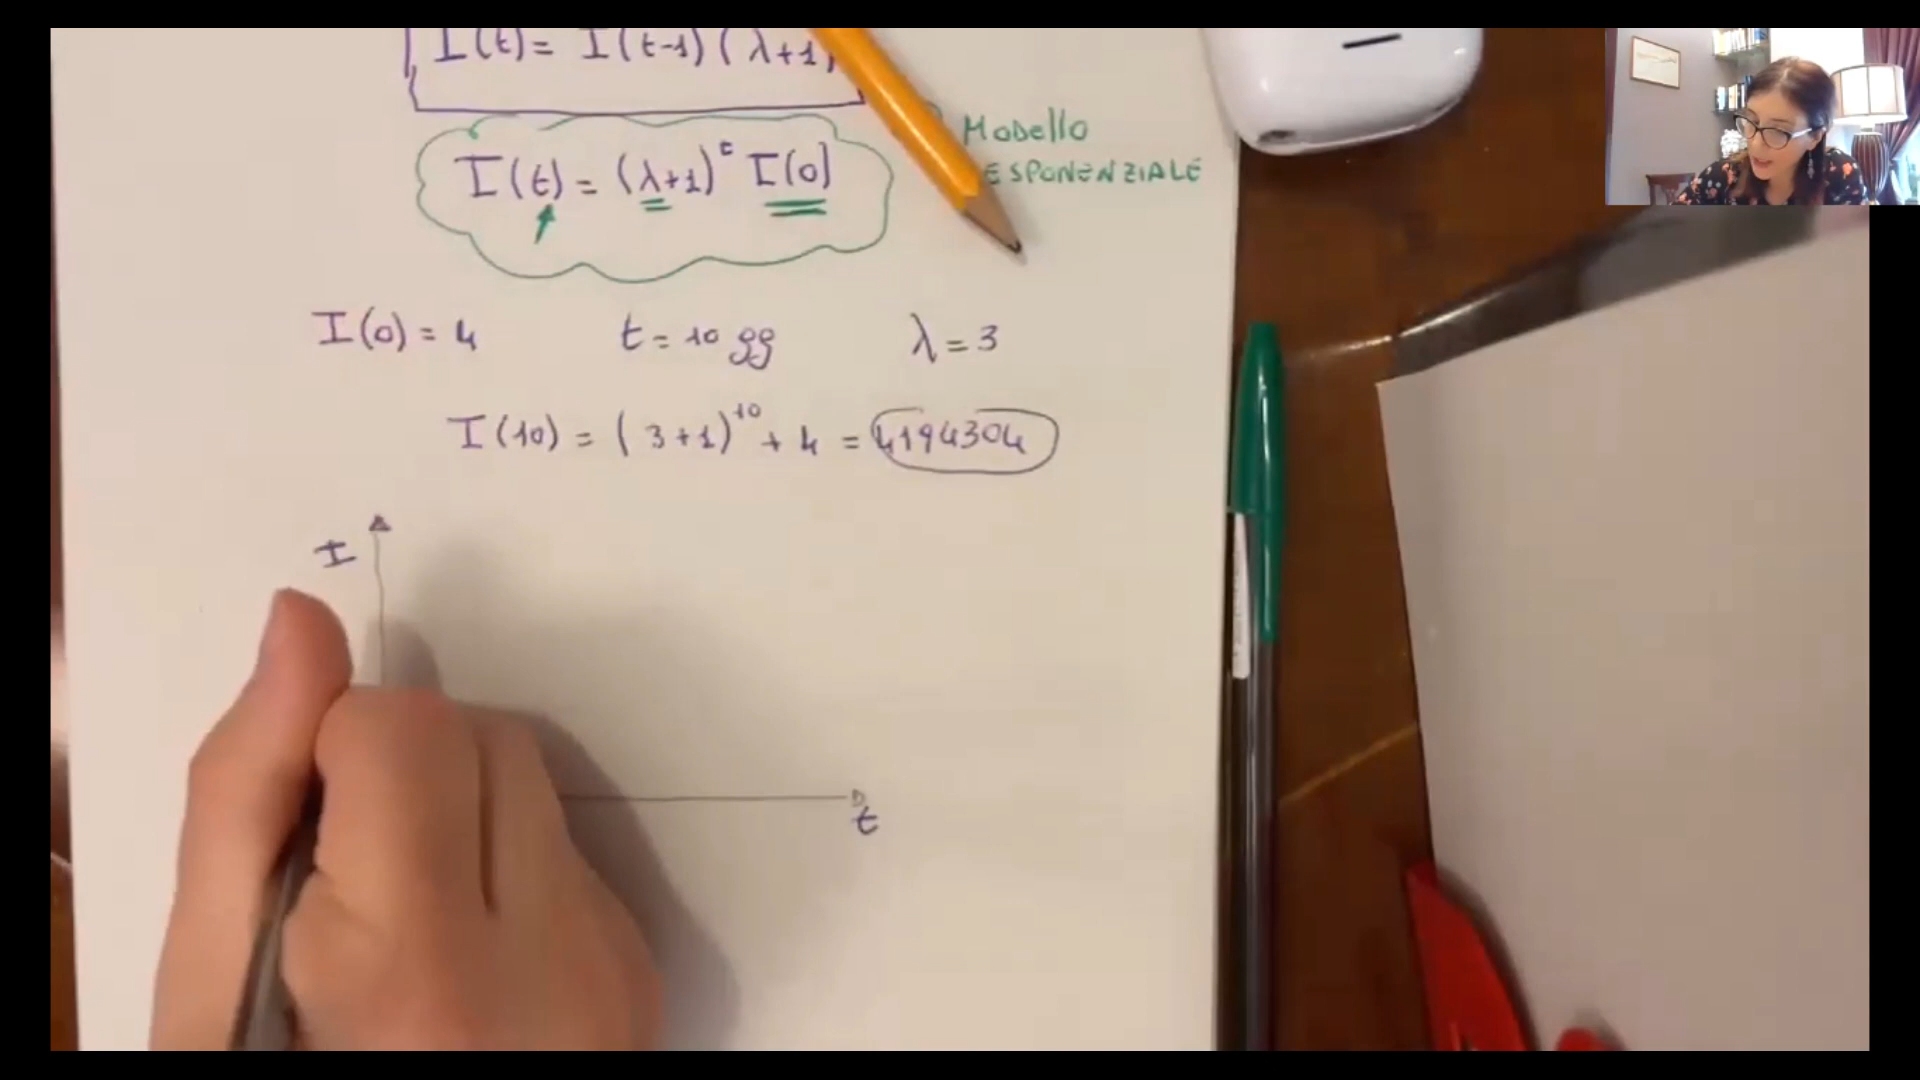 I(t) = I(t-1) (λ+1)
I(t) = (λ+1)^t I(0)
MODELLO
ESPONENZIALE
I(0) = 4 t = 10 gg λ = 3
I(10) = (3+1)^10 + 4 = 4194304
I
t